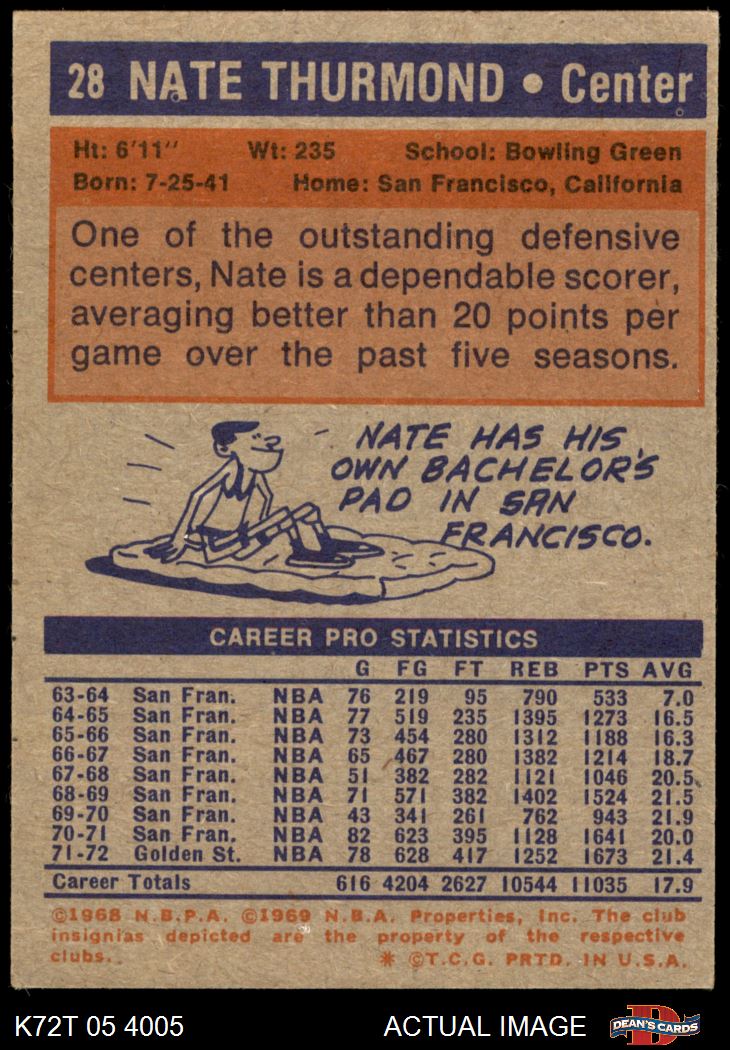 28 NATE THURMOND • Center
Ht: 6'11" Wt: 235 School: Bowling Green
Born: 7-25-41 Home: San Francisco, California
One of the outstanding defensive
centers, Nate is a dependable scorer,
averaging better than 20 points per
game over the past five seasons.
NATE HAS HIS
OWN BACHELOR'S
PAD IN SAN
FRANCISCO.
CAREER PRO STATISTICS
G FG FT REB PTS AVG
63-64 San Fran. NBA 76 219 95 790 533 7.0
64-65 San Fran. NBA 77 519 235 1395 1273 16.5
65-66 San Fran. NBA 73 454 280 1312 1188 16.3
66-67 San Fran. NBA 65 467 280 1382 1214 18.7
67-68 San Fran. NBA 51 382 282 1121 1046 20.5
68-69 San Fran. NBA 71 571 382 1402 1524 21.5
69-70 San Fran. NBA 43 341 261 762 943 21.9
70-71 San Fran. NBA 82 623 395 1128 1641 20.0
71-72 Golden St. NBA 78 628 417 1252 1673 21.4
Career Totals 616 4204 2627 10544 11035 17.9
©1968 N.B.P.A. ©1969 N.B.A. Properties, Inc. The club
insignias depicted are the property of the respective
clubs. * ©T.C.G. PRTD. IN U.S.A.
K72T 05 4005 ACTUAL IMAGE DEAN'S CARDS